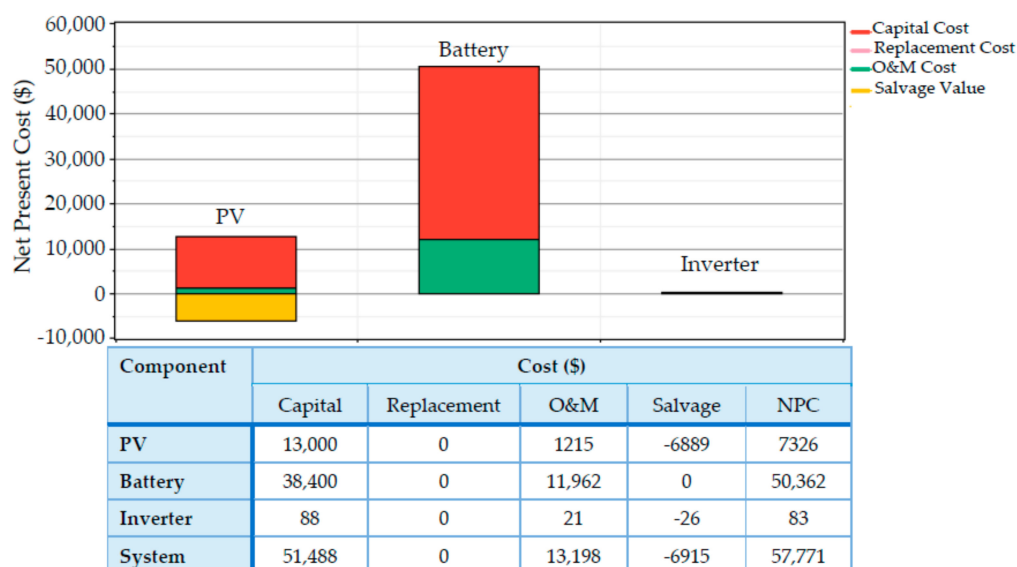 60,000
50,000
40,000
30,000
20,000
10,000
0
-10,000
Net Present Cost ($)
PV
Battery
Inverter
Capital Cost
Replacement Cost
O&M Cost
Salvage Value
Component Cost ($)
Capital Replacement O&M Salvage NPC
PV 13,000 0 1215 -6889 7326
Battery 38,400 0 11,962 0 50,362
Inverter 88 0 21 -26 83
System 51,488 0 13,198 -6915 57,771